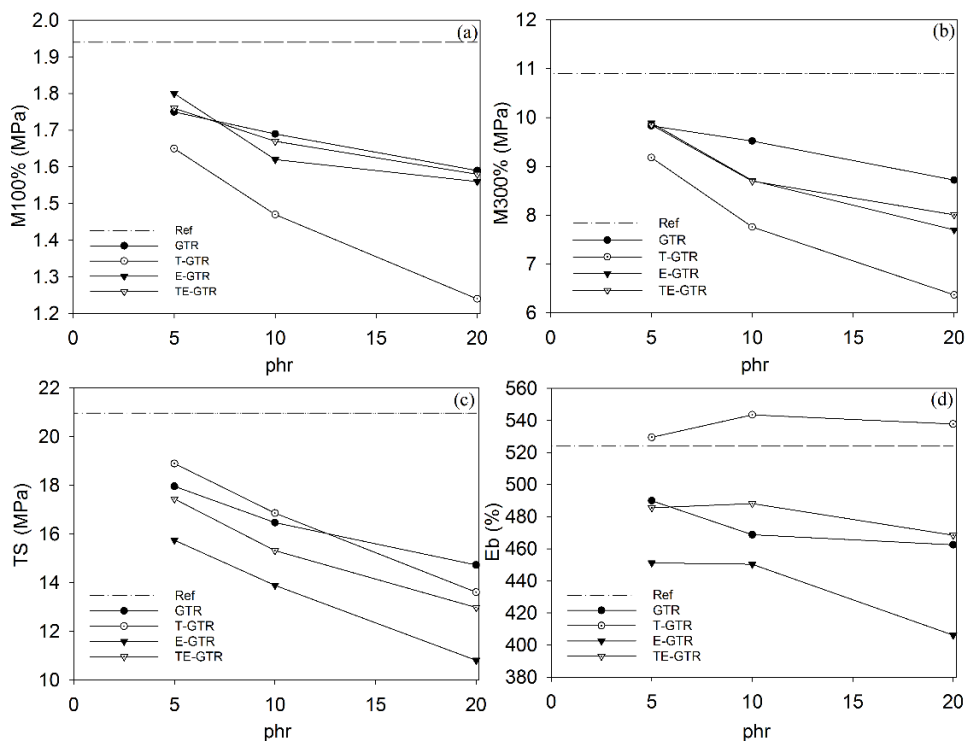 (a)
M100% (MPa)
2.0
1.9
1.8
1.7
1.6
1.5
1.4
1.3
1.2
Ref
GTR
T-GTR
E-GTR
TE-GTR
0 5 10 15 20
phr
(b)
M300% (MPa)
12
11
10
9
8
7
6
Ref
GTR
T-GTR
E-GTR
TE-GTR
0 5 10 15 20
phr
(c)
TS (MPa)
22
20
18
16
14
12
10
Ref
GTR
T-GTR
E-GTR
TE-GTR
0 5 10 15 20
phr
(d)
Eb (%)
560
540
520
500
480
460
440
420
400
380
Ref
GTR
T-GTR
E-GTR
TE-GTR
0 5 10 15 20
phr